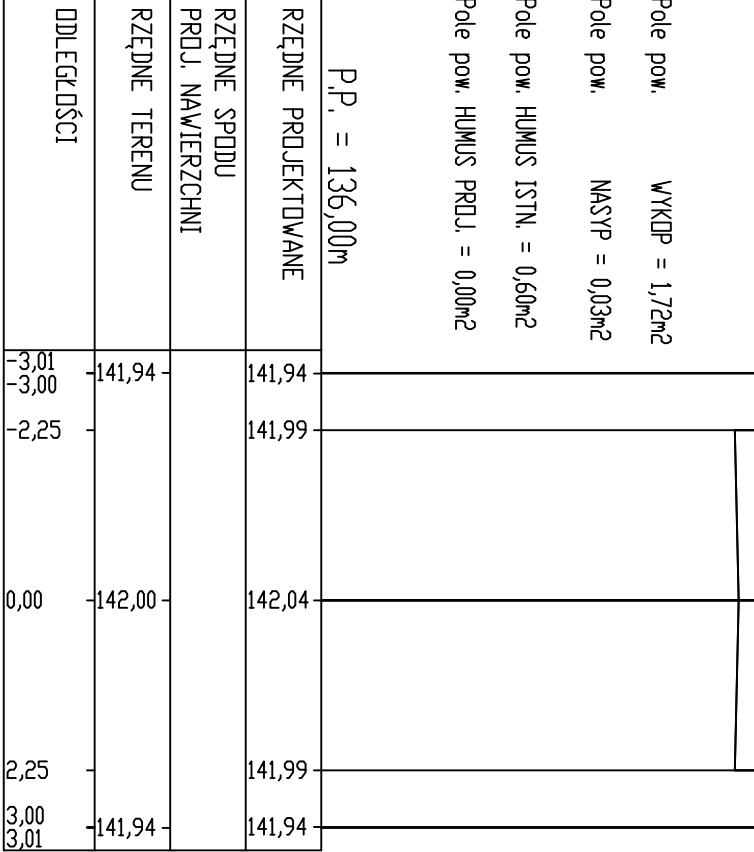 Pole pow. WYKOP = 1,72m2
Pole pow. NASYP = 0,03m2
Pole pow. HUMUS ISTN. = 0,60m2
Pole pow. HUMUS PROJ. = 0,00m2
P.P. = 136,00m
RZĘDNE PROJEKTOWANE
141,94
141,99
142,04
141,99
141,94
RZĘDNE SPODU
PROJ. NAWIERZCHNI
RZĘDNE TERENU
141,94
142,00
141,94
ODLEGŁOŚCI
-3,01
-3,00
-2,25
0,00
2,25
3,00
3,01